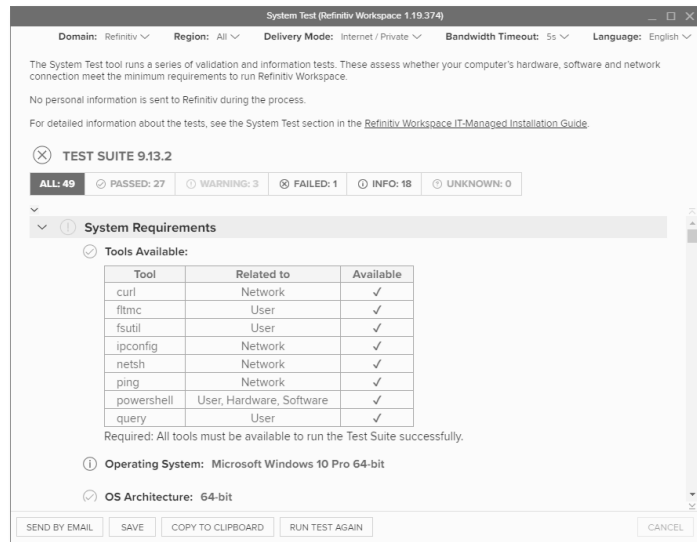 System Test (Refinitiv Workspace 1.19.374)
Domain: Refinitiv Region: All Delivery Mode: Internet / Private Bandwidth Timeout: 5s Language: English
The System Test tool runs a series of validation and information tests. These assess whether your computer's hardware, software and network
connection meet the minimum requirements to run Refinitiv Workspace.
No personal information is sent to Refinitiv during the process.
For detailed information about the tests, see the System Test section in the Refinitiv Workspace IT-Managed Installation Guide.
TEST SUITE 9.13.2
ALL: 49 PASSED: 27 WARNING: 3 FAILED: 1 INFO: 18 UNKNOWN: 0
System Requirements
Tools Available:
Tool Related to Available
curl Network ✓
fltmc User ✓
fsutil User ✓
ipconfig Network ✓
netsh Network ✓
ping Network ✓
powershell User, Hardware, Software ✓
query User ✓
Required: All tools must be available to run the Test Suite successfully.
Operating System: Microsoft Windows 10 Pro 64-bit
OS Architecture: 64-bit
SEND BY EMAIL SAVE COPY TO CLIPBOARD RUN TEST AGAIN CANCEL